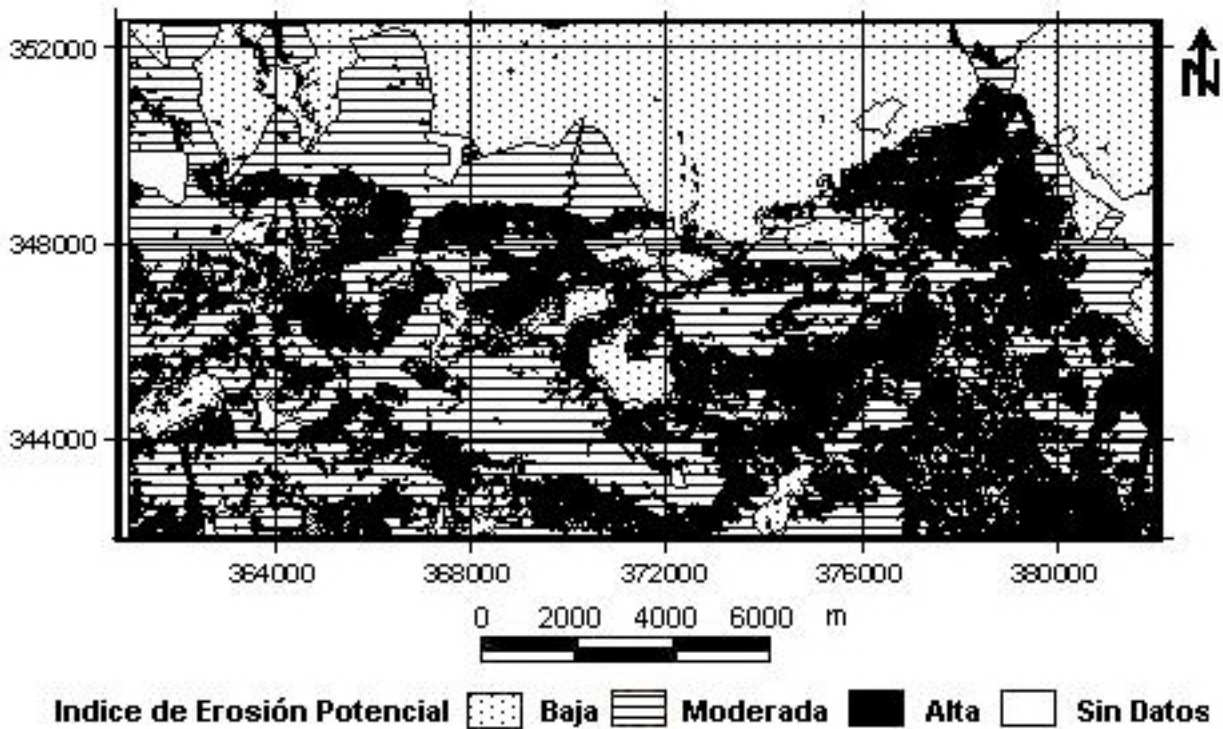 352000
N
348000
344000
364000 368000 372000 376000 380000
0 2000 4000 6000 m
Indice de Erosión Potencial Baja Moderada Alta Sin Datos